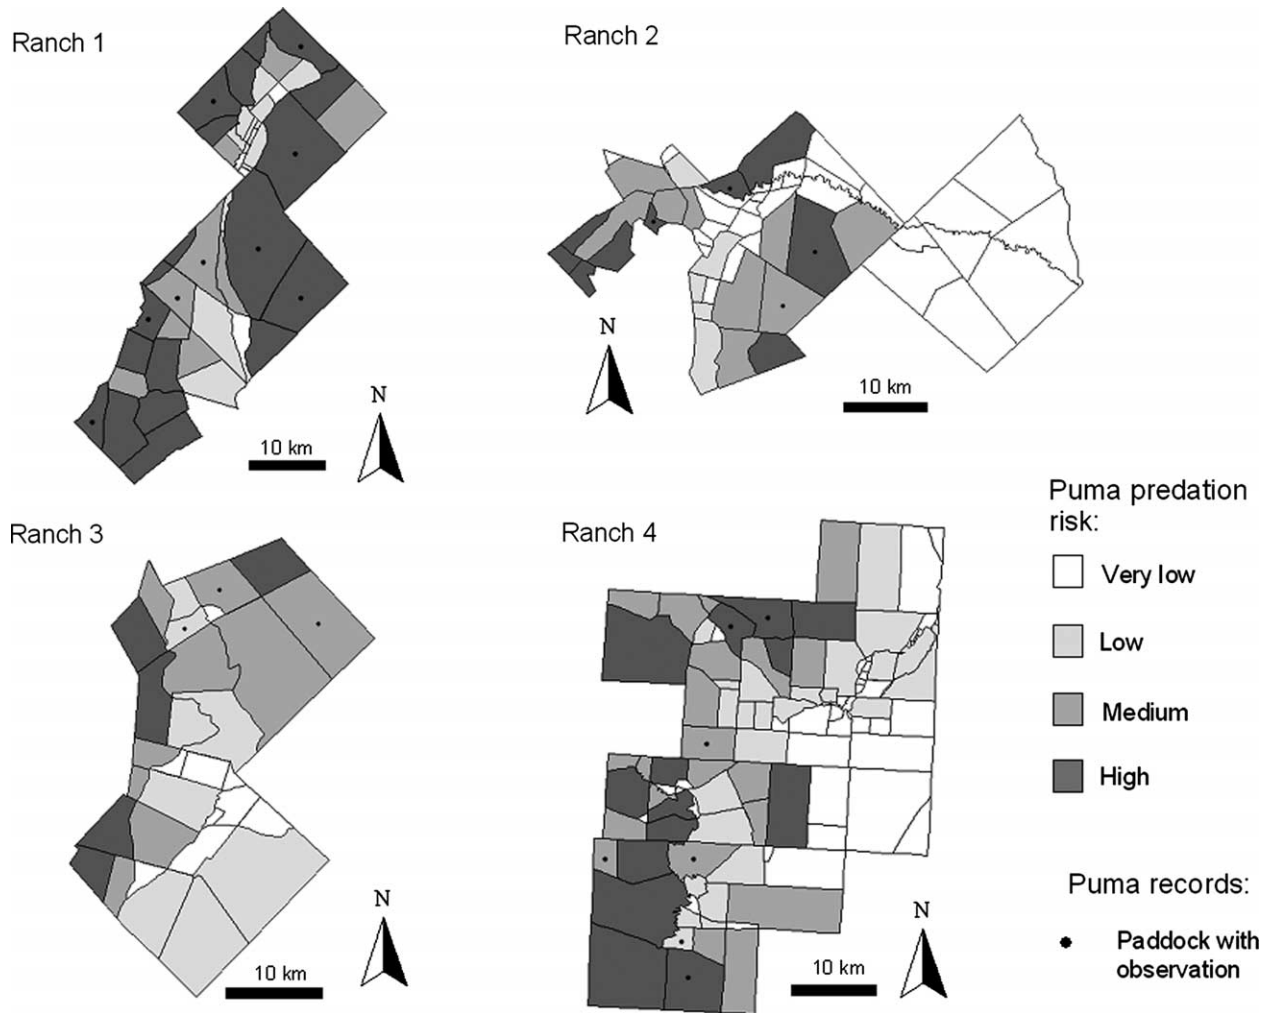 Ranch 1
Ranch 2
N
10 km
N
10 km
Ranch 3
Ranch 4
N
10 km
N
10 km
Puma predation
risk:
Very low
Low
Medium
High
Puma records:
Paddock with
observation